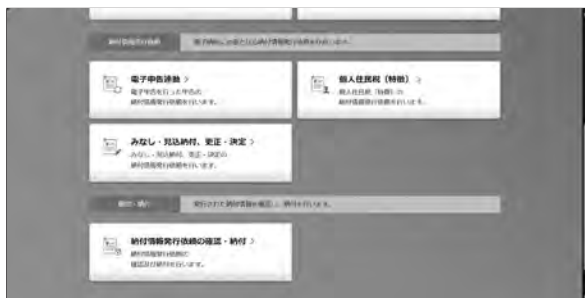 納付情報発行依頼
電子納税に必要となる納付情報発行依頼を行います。
電子申告連動 >
電子申告を行った申告の
納付情報発行依頼を行います。
個人住民税（特徴） >
個人住民税（特徴）の
納付情報発行依頼を行います。
みなし・見込納付、更正・決定 >
みなし・見込納付、更正・決定の
納付情報発行依頼を行います。
発行された納付情報を確認し、納付を行います。
納付情報発行依頼の確認・納付 >
納付情報発行依頼の
確認及び納付を行います。